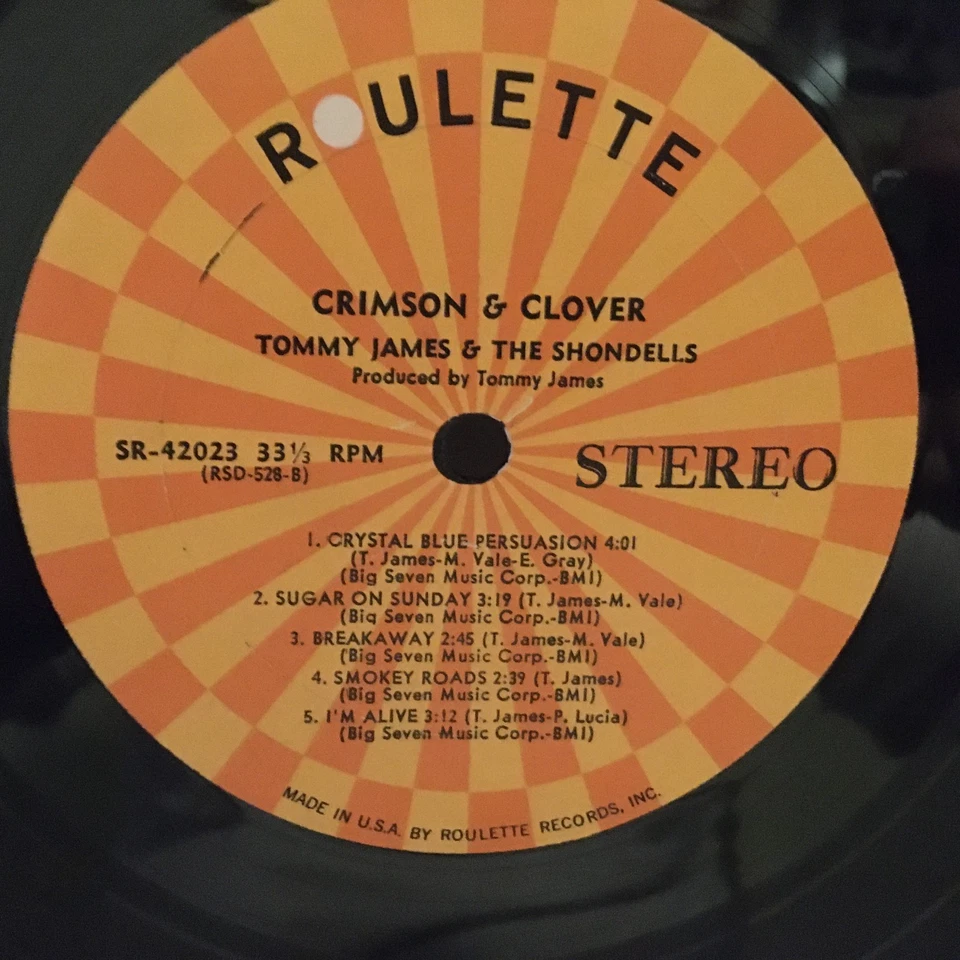 ROULETTE
CRIMSON & CLOVER
TOMMY JAMES & THE SHONDELLS
Produced by Tommy James
SR-42023 33⅓ RPM
(RSD-528-B)
STEREO
1. CRYSTAL BLUE PERSUASION 4:01
(T. James-M. Vale-E. Gray)
(Big Seven Music Corp.-BMI)
2. SUGAR ON SUNDAY 3:19 (T. James-M. Vale)
(Big Seven Music Corp.-BMI)
3. BREAKAWAY 2:45 (T. James-M. Vale)
(Big Seven Music Corp.-BMI)
4. SMOKEY ROADS 2:39 (T. James)
(Big Seven Music Corp.-BMI)
5. I'M ALIVE 3:12 (T. James-P. Lucia)
(Big Seven Music Corp.-BMI)
MADE IN U.S.A. BY ROULETTE RECORDS, INC.